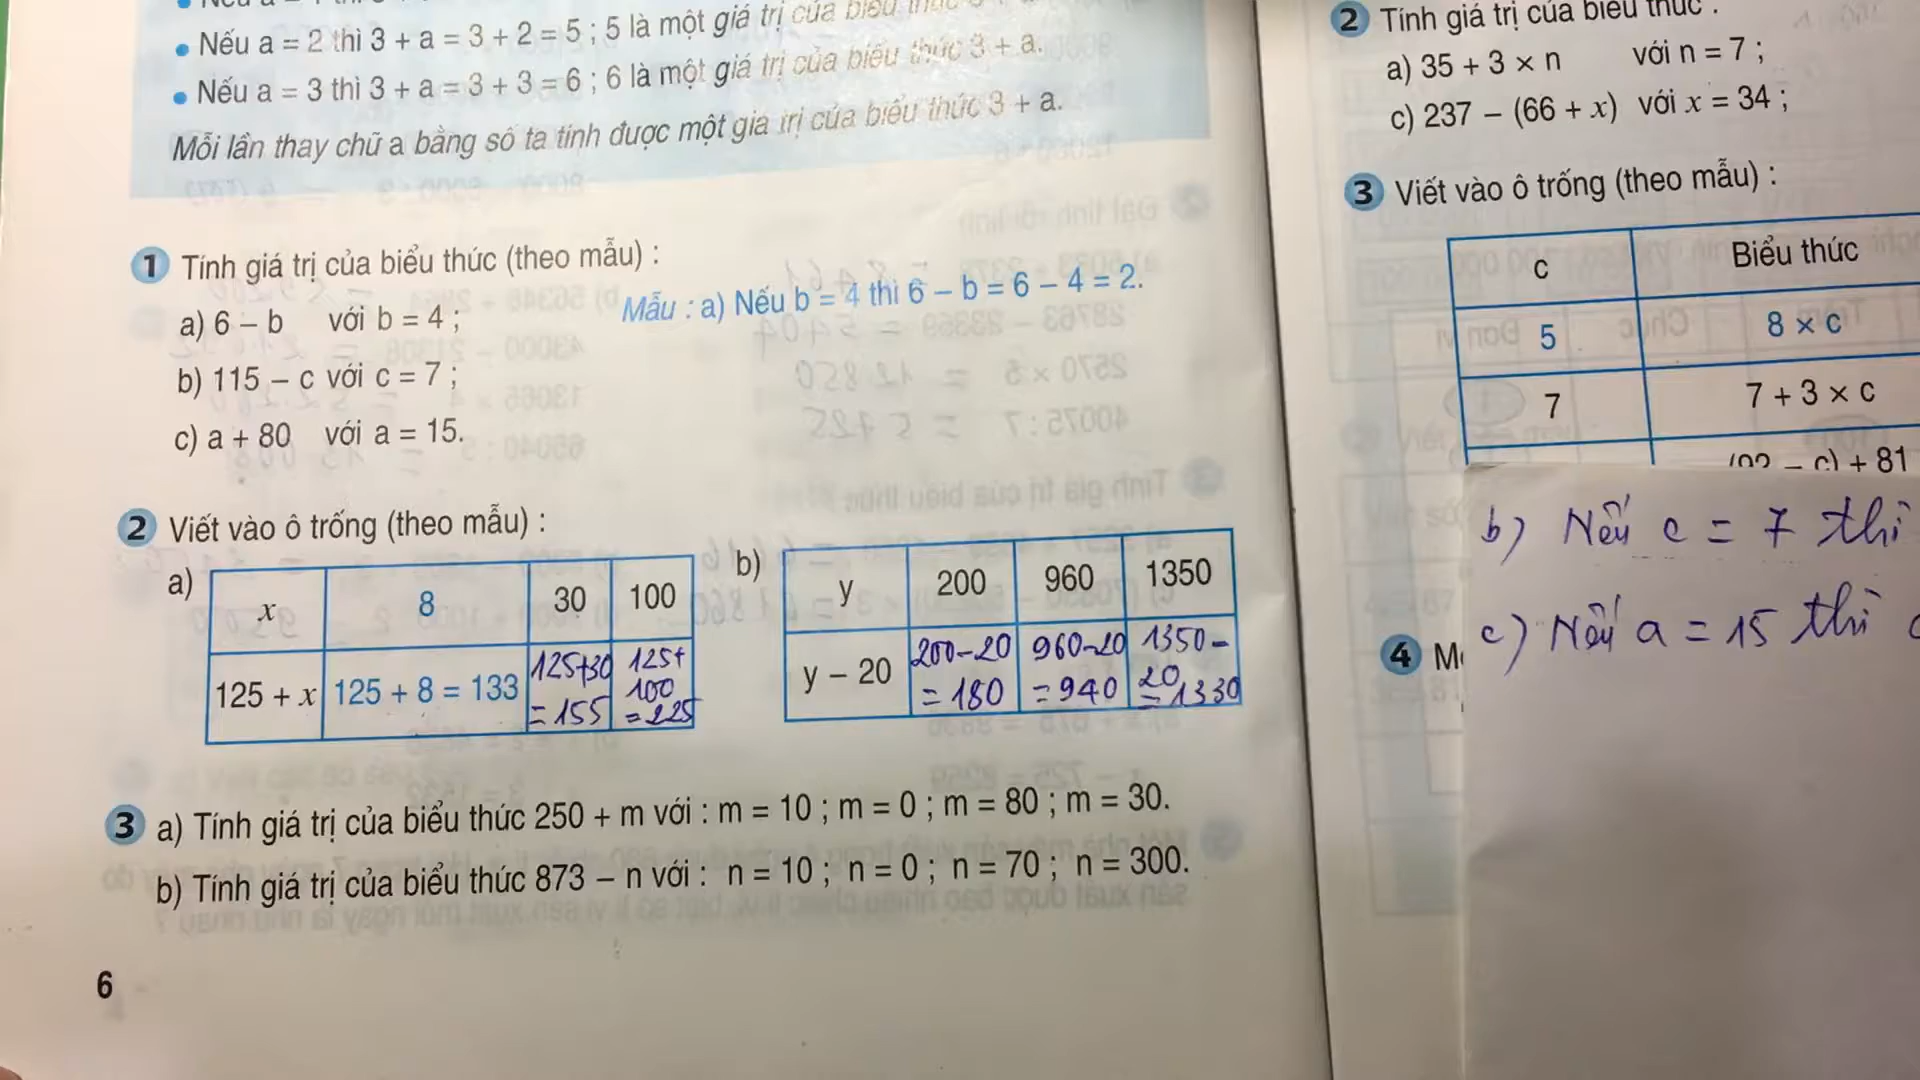 • Nếu a = 2 thì 3 + a = 3 + 2 = 5 ; 5 là một giá trị của biểu thức 3
• Nếu a = 3 thì 3 + a = 3 + 3 = 6 ; 6 là một giá trị của biểu thức 3 + a.
Mỗi lần thay chữ a bằng số ta tính được một giá trị của biểu thức 3 + a.
1 Tính giá trị của biểu thức (theo mẫu) :
a) 6 – b với b = 4 ;
Mẫu : a) Nếu b = 4 thì 6 – b = 6 – 4 = 2.
b) 115 – c với c = 7 ;
c) a + 80 với a = 15.
2 Viết vào ô trống (theo mẫu) :
a)
x 8 30 100
125 + x 125 + 8 = 133 125+30 = 155 125+ 100 = 225
b)
y 200 960 1350
y – 20 200-20 = 180 960-20 = 940 1350- 20 = 1330
3 a) Tính giá trị của biểu thức 250 + m với : m = 10 ; m = 0 ; m = 80 ; m = 30.
b) Tính giá trị của biểu thức 873 – n với : n = 10 ; n = 0 ; n = 70 ; n = 300.
6
2 Tính giá trị của biểu thức :
a) 35 + 3 × n với n = 7 ;
c) 237 – (66 + x) với x = 34 ;
3 Viết vào ô trống (theo mẫu) :
c Biểu thức
5 8 × c
7 7 + 3 × c
– c) + 81
b) Nếu c = 7 thì
c) Nếu a = 15 thì
4